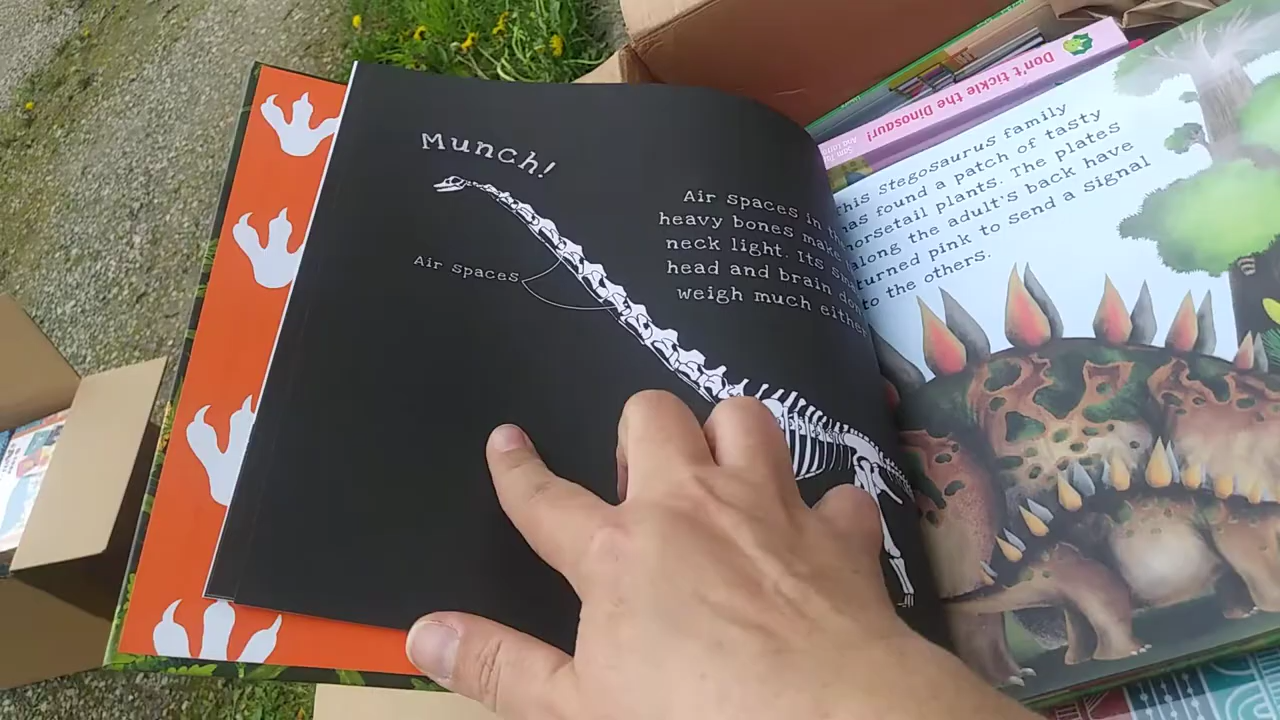 Munch!
Air spaces in
heavy bones make
neck light. Its
head and brain
weigh much either
Air spaces
This Stegosaurus family
has found a patch of tasty
horsetail plants. The plates
along the adult's back have
turned pink to send a signal
to the others.
Don't tickle the Dinosaur!